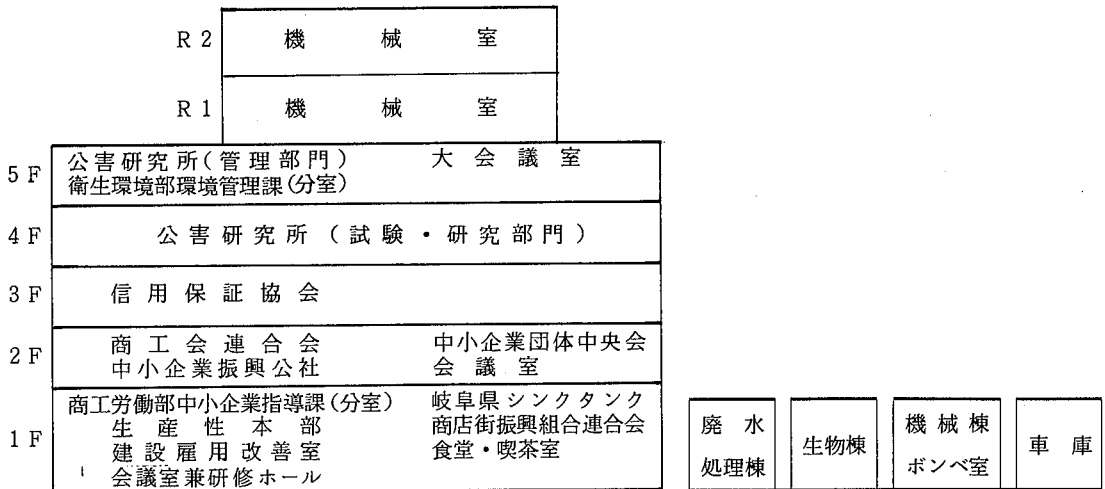 R2 機械室
R1 機械室
5F 公害研究所(管理部門) 大会議室
衛生環境部環境管理課(分室)
4F 公害研究所(試験・研究部門)
3F 信用保証協会
2F 商工会連合会 中小企業団体中央会
中小企業振興公社 会議室
商工労働部中小企業指導課(分室) 岐阜県シンクタンク
生産性本部 商店街振興組合連合会
1F 建設雇用改善室 食堂・喫茶室
会議室兼研修ホール
廃水
処理棟
生物棟
機械棟
ボンベ室
車庫